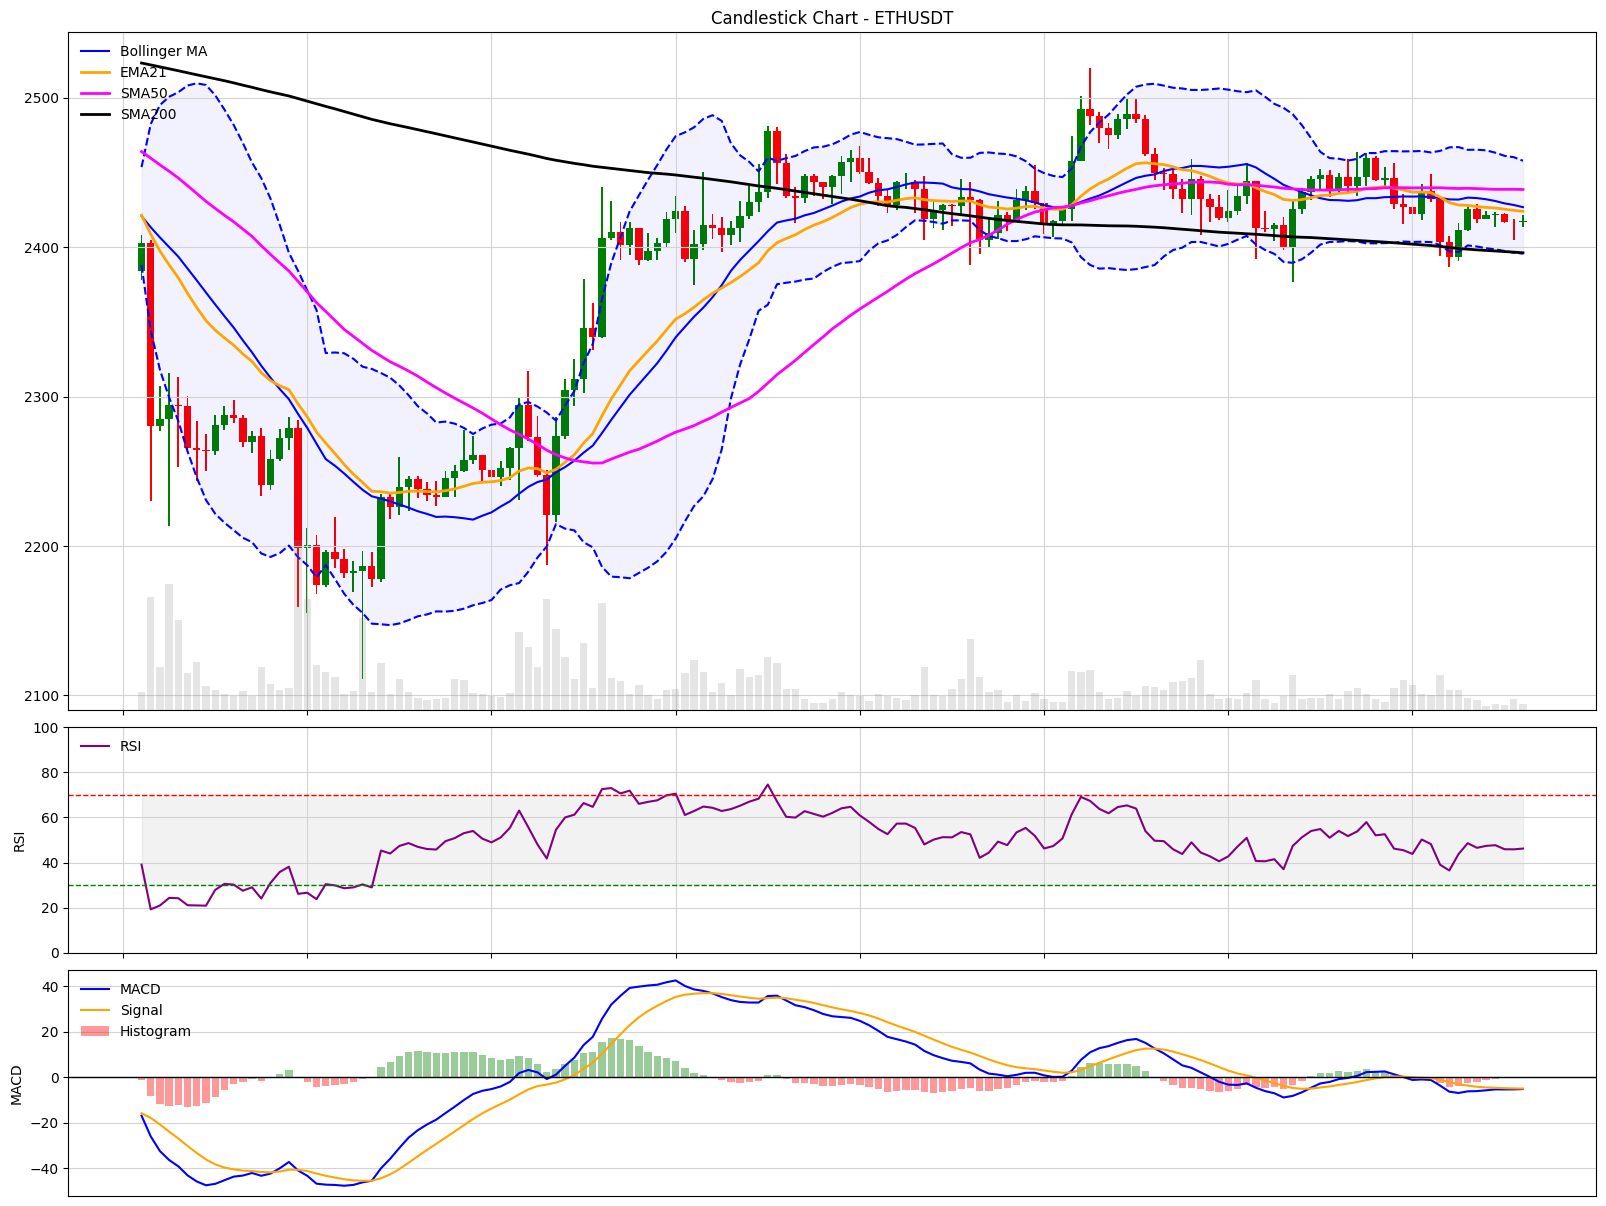 Candlestick Chart - ETHUSDT
Bollinger MA
EMA21
SMA50
SMA200
2500
2400
2300
2200
2100
RSI
100
80
60
40
20
0
RSI
MACD
Signal
Histogram
40
20
0
−20
−40
MACD